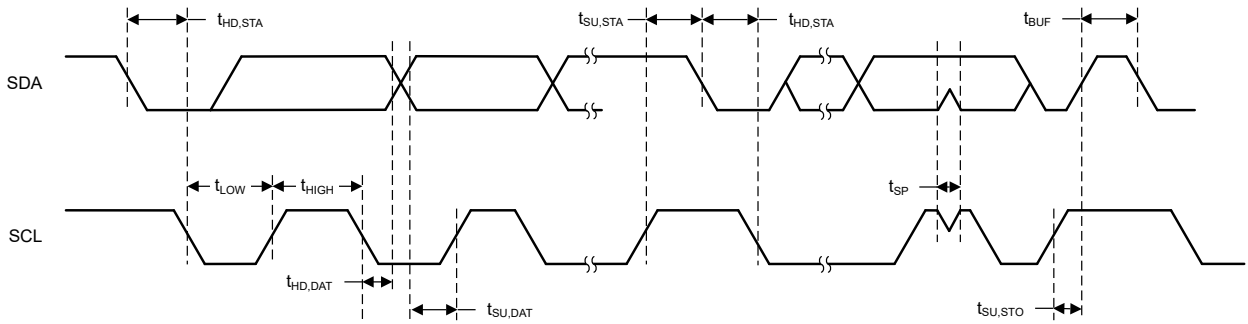 tHD,STA
tSU,STA
tHD,STA
tBUF
SDA
tLOW
tHIGH
tSP
SCL
tHD,DAT
tSU,DAT
tSU,STO